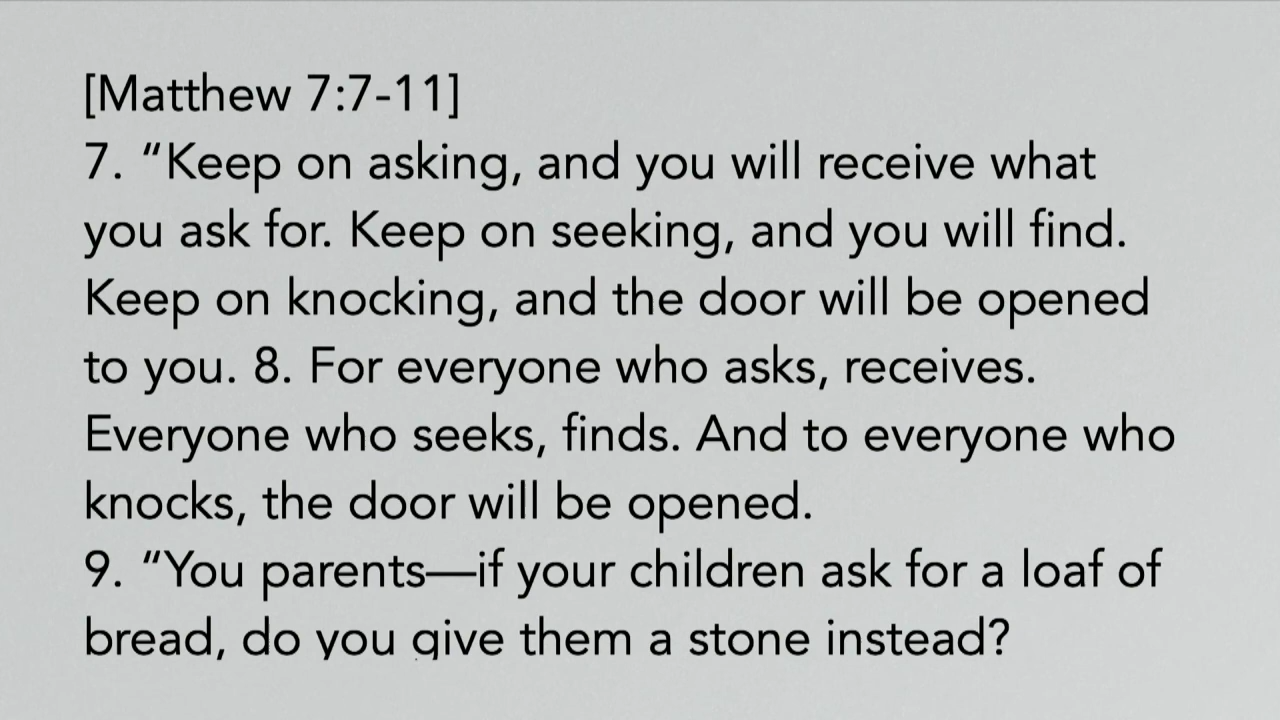 [Matthew 7:7-11]
7. “Keep on asking, and you will receive what
you ask for. Keep on seeking, and you will find.
Keep on knocking, and the door will be opened
to you. 8. For everyone who asks, receives.
Everyone who seeks, finds. And to everyone who
knocks, the door will be opened.
9. “You parents—if your children ask for a loaf of
bread, do you give them a stone instead?